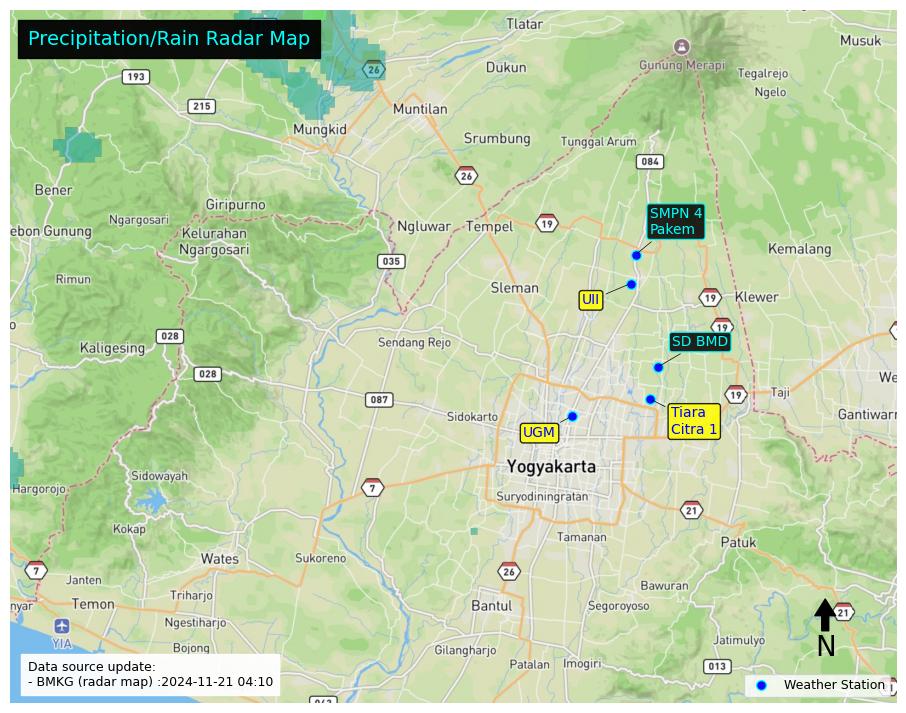 Precipitation/Rain Radar Map
Tlatar
Musuk
193
26
Dukun
Gunung Merapi
Tegalrejo
Ngelo
215
Muntilan
Mungkid
Srumbung
Tunggal Arum
084
26
Bener
Giripurno
Ngargosari
ebon Gunung
Kelurahan
Ngargosari
Ngluwar
Tempel
19
SMPN 4
Pakem
Kemalang
035
Rimun
Sleman
UII
19
Klewer
19
028
Kaligesing
Sendang Rejo
SD BMD
028
087
19
Taji
We
Sidokarto
Tiara
Citra 1
Gantiwarn
UGM
Yogyakarta
Sidowayah
Hargorojo
7
Suryodiningratan
21
Kokap
Tamanan
Patuk
Wates
Sukoreno
7
26
Janten
Bawuran
Triharjo
nyar
Temon
Bantul
Segoroyoso
21
YIA
Ngestiharjo
Bojong
Gilangharjo
Jatimulyo
N
Patalan
Imogiri
013
Data source update:
- BMKG (radar map) :2024-11-21 04:10
Weather Station